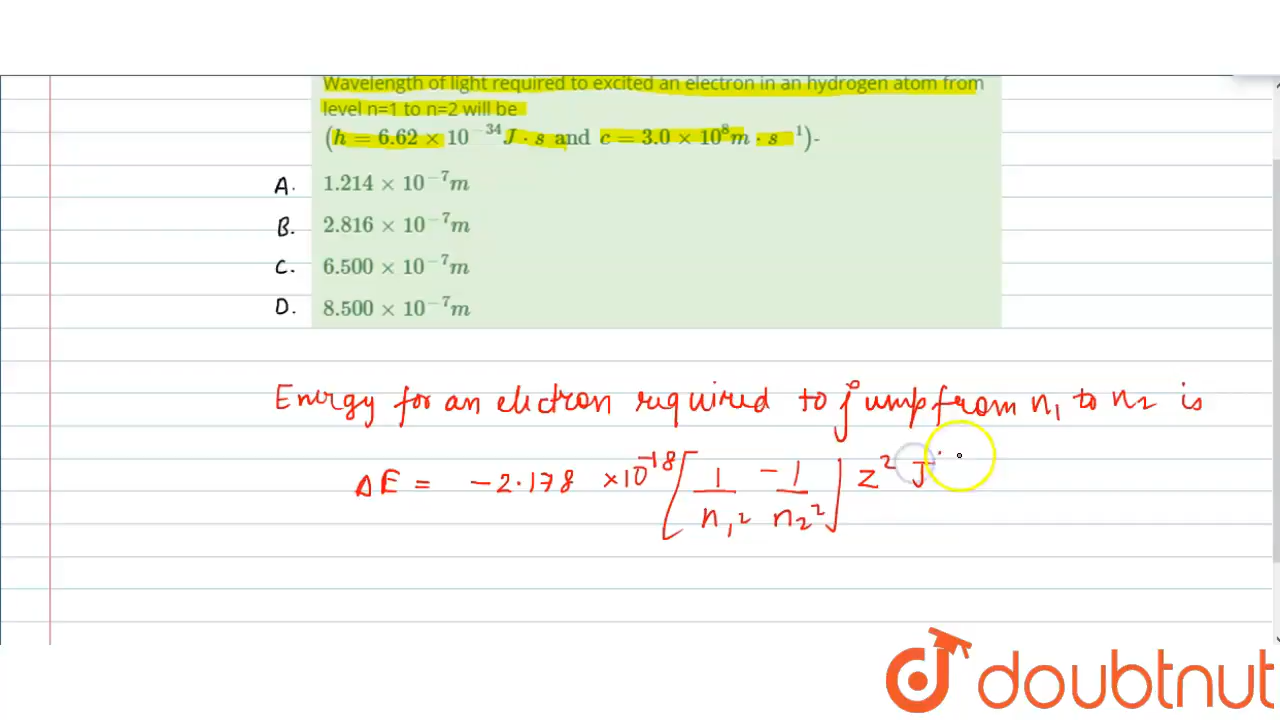 Wavelength of light required to excited an electron in an hydrogen atom from
level n=1 to n=2 will be
(h = 6.62 × 10⁻³⁴ J · s and c = 3.0 × 10⁸ m · s⁻¹)-
A. 1.214 × 10⁻⁷ m
B. 2.816 × 10⁻⁷ m
C. 6.500 × 10⁻⁷ m
D. 8.500 × 10⁻⁷ m
Energy for an electron required to jump from n₁ to n₂ is
ΔE = -2.178 × 10⁻¹⁸ [1/n₁² - 1/n₂²] Z² J
doubtnut